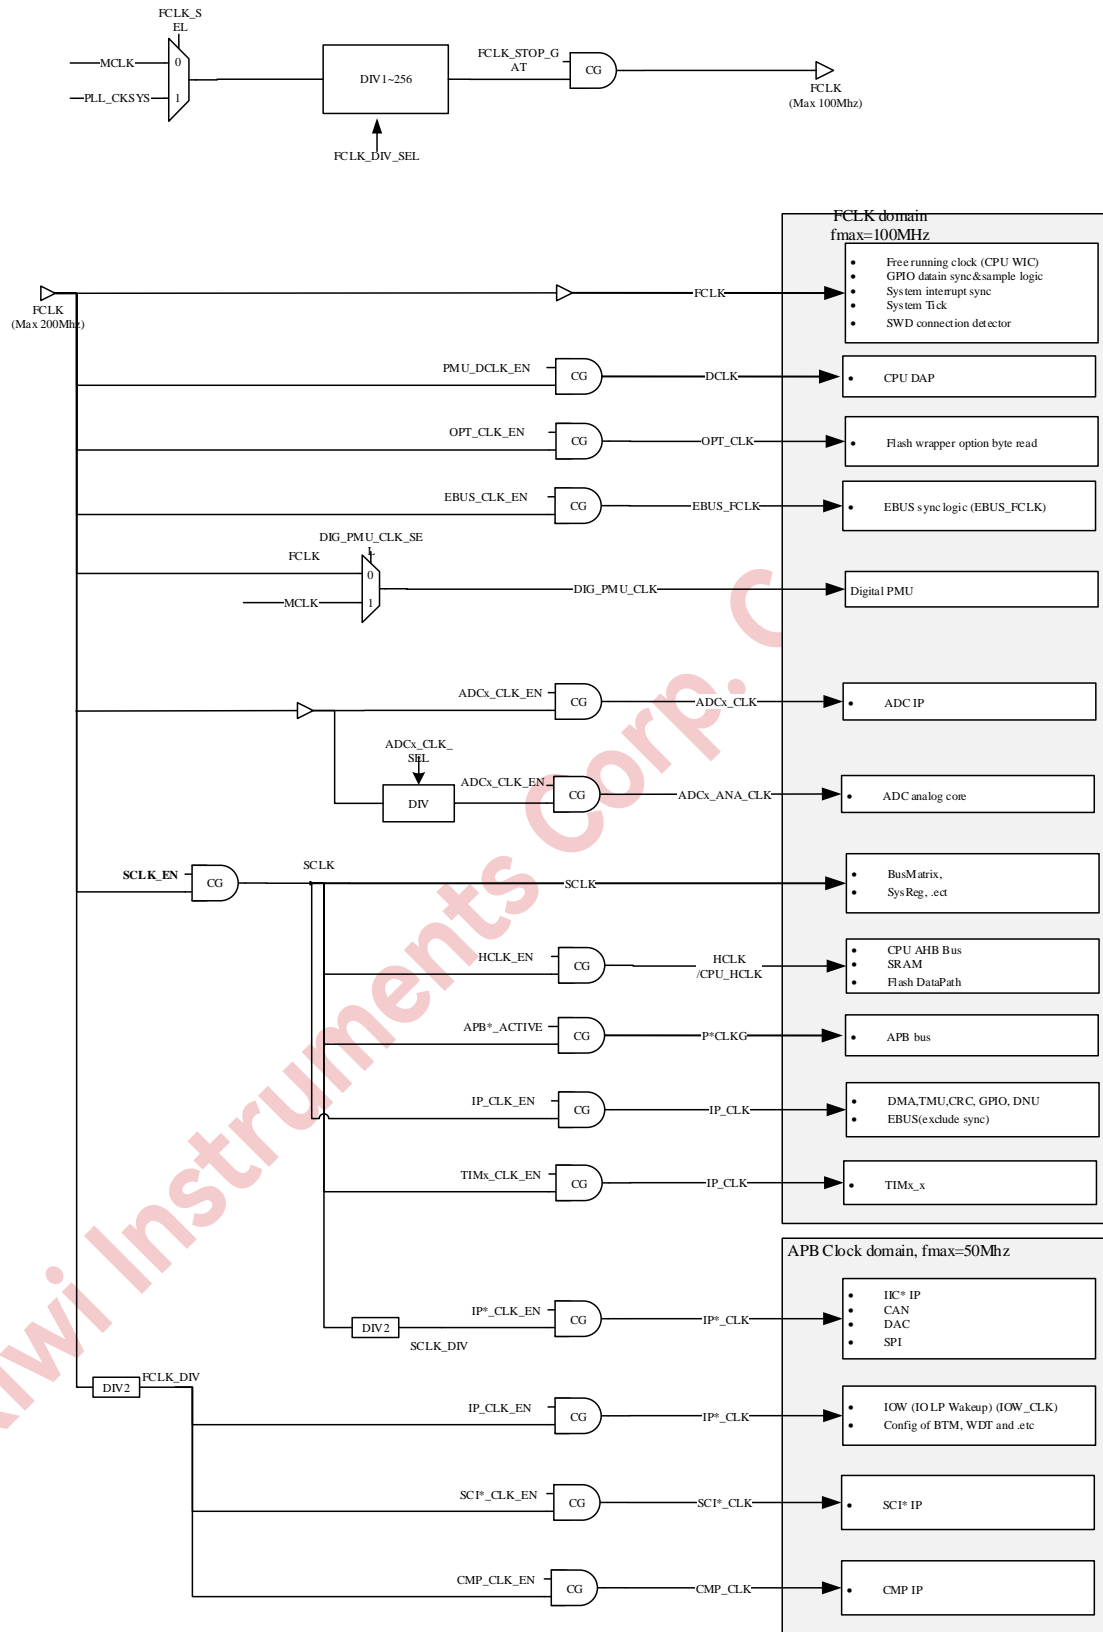 FCLK_S
EL
MCLK
0
PLL_CKSYS
1
DIV1~256
FCLK_DIV_SEL
FCLK_STOP_G
AT
CG
FCLK
(Max 100Mhz)
FCLK domain
fmax=100MHz
FCLK
(Max 200Mhz)
FCLK
• Free running clock (CPU WIC)
• GPIO datain sync&sample logic
• System interrupt sync
• System Tick
• SWD connection detector
PMU_DCLK_EN
CG
DCLK
• CPU DAP
OPT_CLK_EN
CG
OPT_CLK
• Flash wrapper option byte read
EBUS_CLK_EN
CG
EBUS_FCLK
• EBUS sync logic (EBUS_FCLK)
DIG_PMU_CLK_SE
L
FCLK
0
MCLK
1
DIG_PMU_CLK
Digital PMU
ADCx_CLK_EN
CG
ADCx_CLK
• ADC IP
ADCx_CLK_
SEL
DIV
ADCx_CLK_EN
CG
ADCx_ANA_CLK
• ADC analog core
SCLK_EN
CG
SCLK
SCLK
• BusMatrix,
• SysReg, .ect
HCLK_EN
CG
HCLK
/CPU_HCLK
• CPU AHB Bus
• SRAM
• Flash DataPath
APB*_ACTIVE
CG
P*CLKG
• APB bus
IP_CLK_EN
CG
IP_CLK
• DMA,TMU,CRC, GPIO, DNU
• EBUS(exclude sync)
TIMx_CLK_EN
CG
IP_CLK
• TIMx_x
APB Clock domain, fmax=50Mhz
DIV2
SCLK_DIV
IP*_CLK_EN
CG
IP*_CLK
• IIC* IP
• CAN
• DAC
• SPI
DIV2
FCLK_DIV
IP_CLK_EN
CG
IP*_CLK
• IOW (IO LP Wakeup) (IOW_CLK)
• Config of BTM, WDT and .etc
SCI*_CLK_EN
CG
SCI*_CLK
• SCI* IP
CMP_CLK_EN
CG
CMP_CLK
• CMP IP
Instruments Corp.